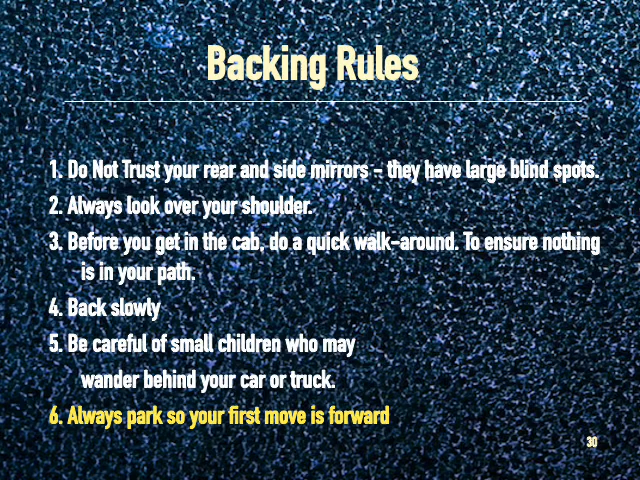 Backing Rules
1. Do Not Trust your rear and side mirrors – they have large blind spots.
2. Always look over your shoulder.
3. Before you get in the cab, do a quick walk-around. To ensure nothing
is in your path.
4. Back slowly
5. Be careful of small children who may
wander behind your car or truck.
6. Always park so your first move is forward
30